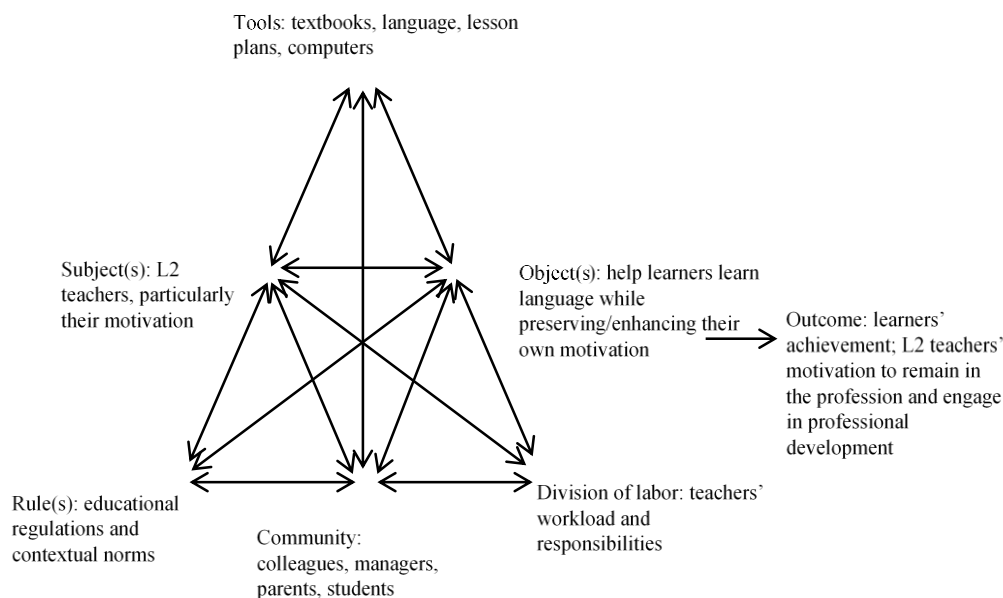 Tools: textbooks, language, lesson
plans, computers
Subject(s): L2
teachers, particularly
their motivation
Object(s): help learners learn
language while
preserving/enhancing their
own motivation
Outcome: learners’
achievement; L2 teachers’
motivation to remain in
the profession and engage
in professional
development
Rule(s): educational
regulations and
contextual norms
Community:
colleagues, managers,
parents, students
Division of labor: teachers’
workload and
responsibilities